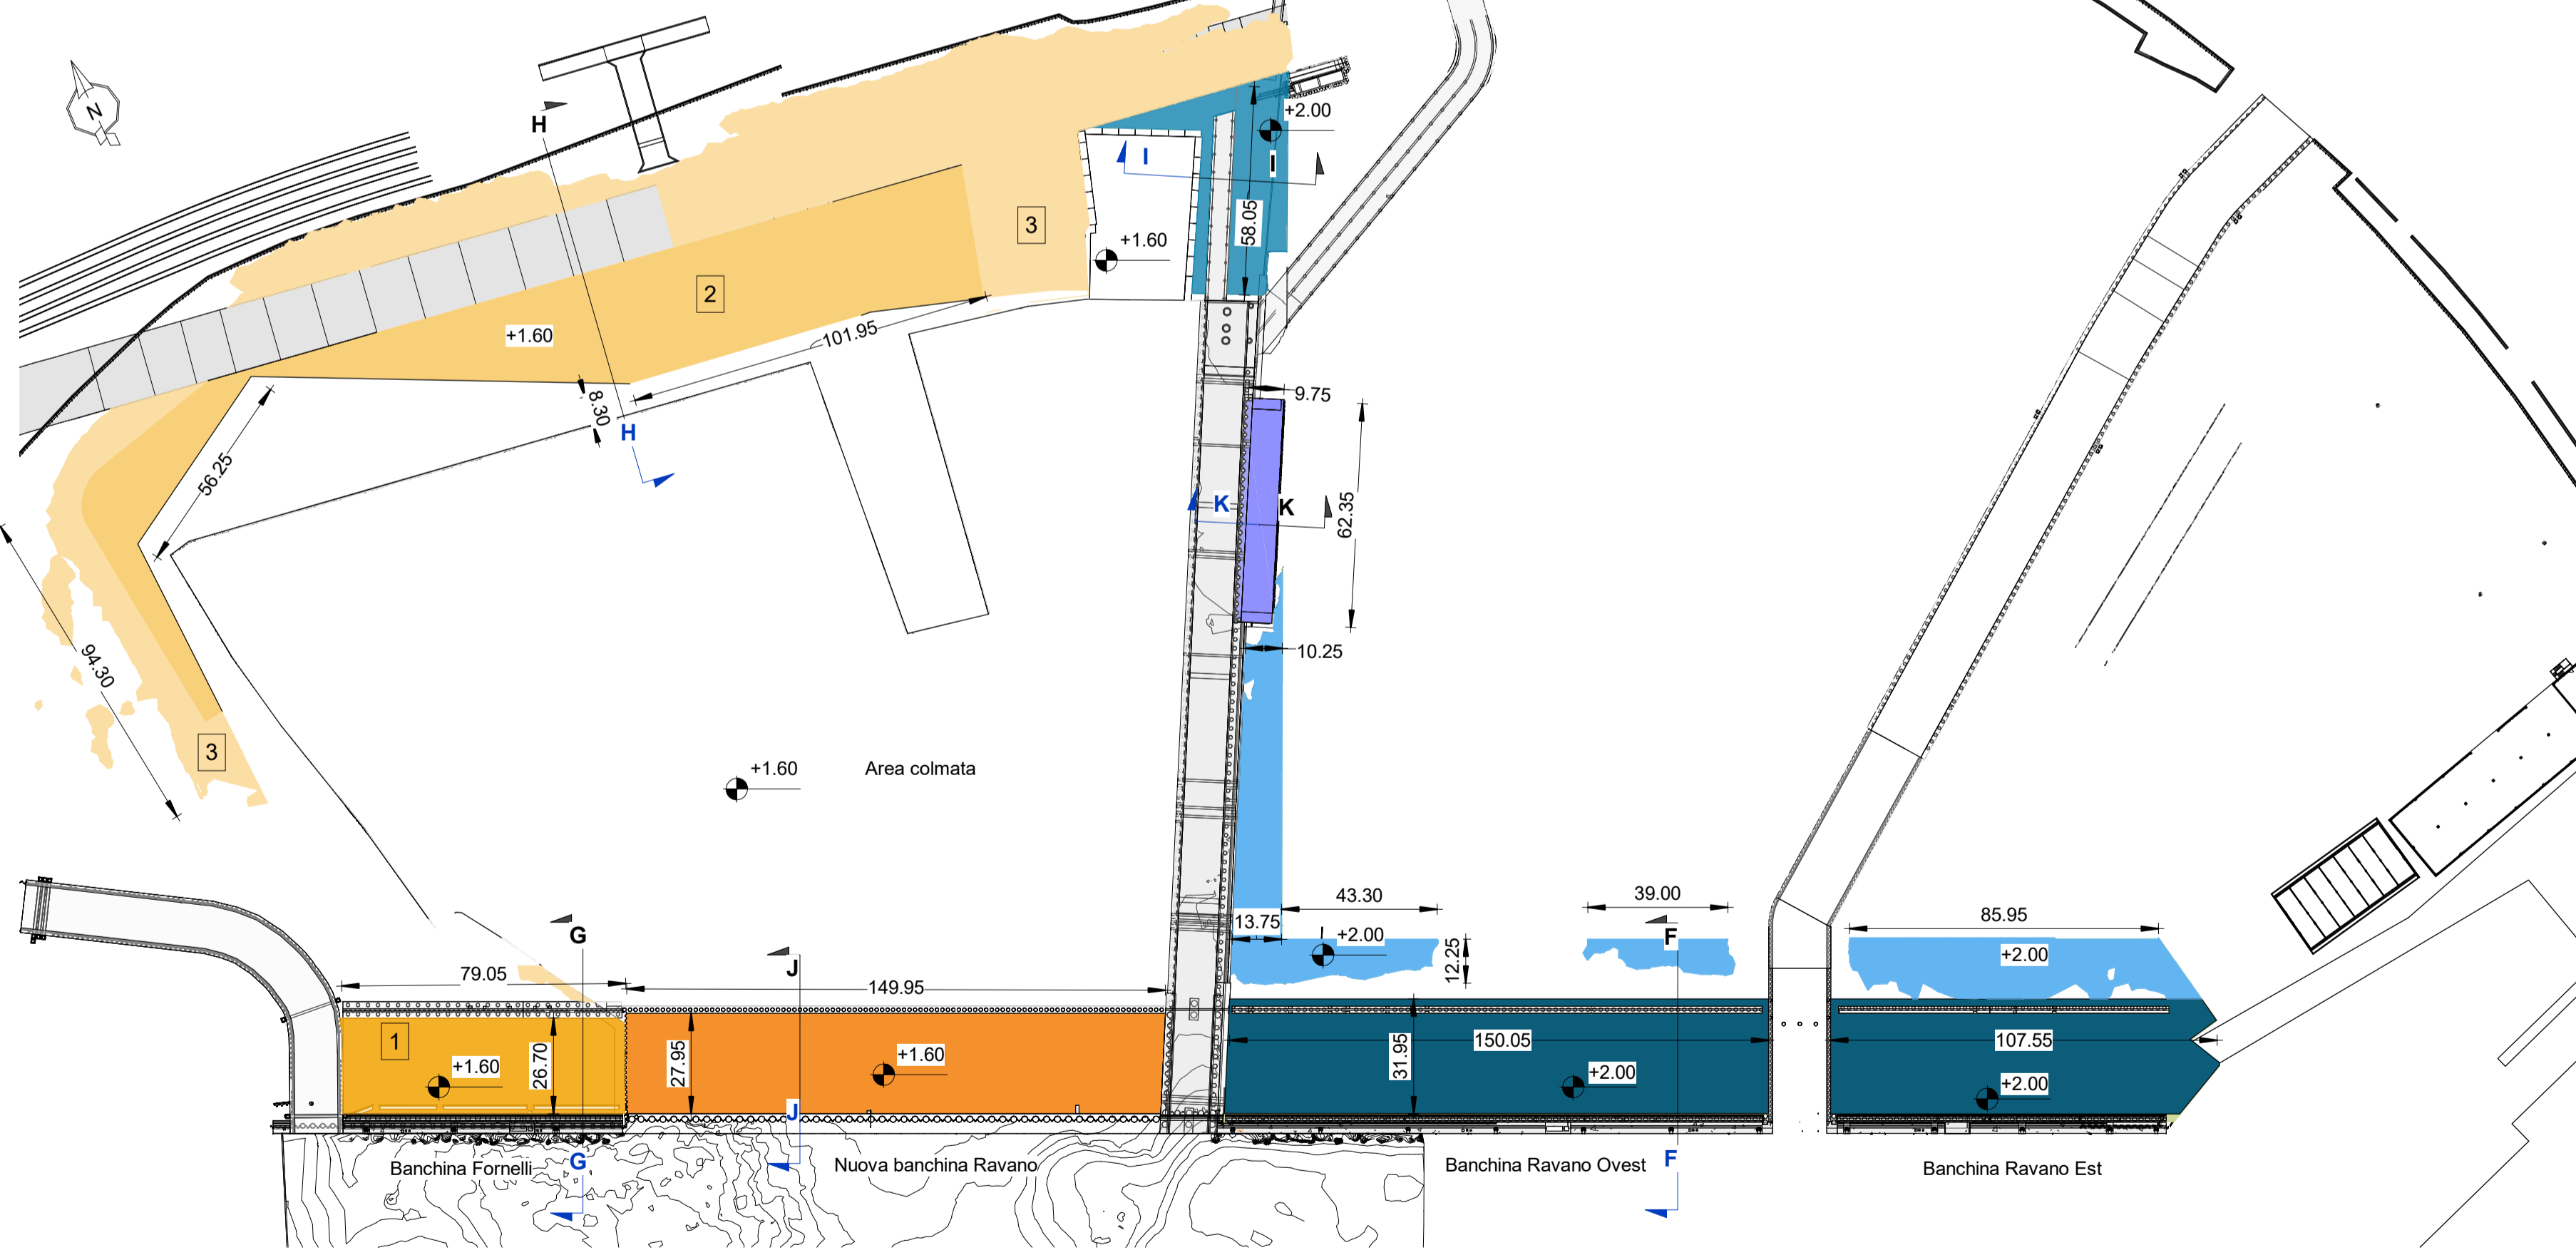 N
H
+2.00
I
I
58.05
3
+1.60
2
+1.60
101.95
8.30
H
9.75
56.25
K
K
62.35
10.25
94.30
3
+1.60
Area colmata
43.30
39.00
85.95
13.75
+2.00
12.25
G
F
+2.00
J
79.05
149.95
1
+1.60
26.70
27.95
+1.60
31.95
150.05
+2.00
107.55
+2.00
J
Banchina Fornelli
G
Nuova banchina Ravano
Banchina Ravano Ovest
F
Banchina Ravano Est